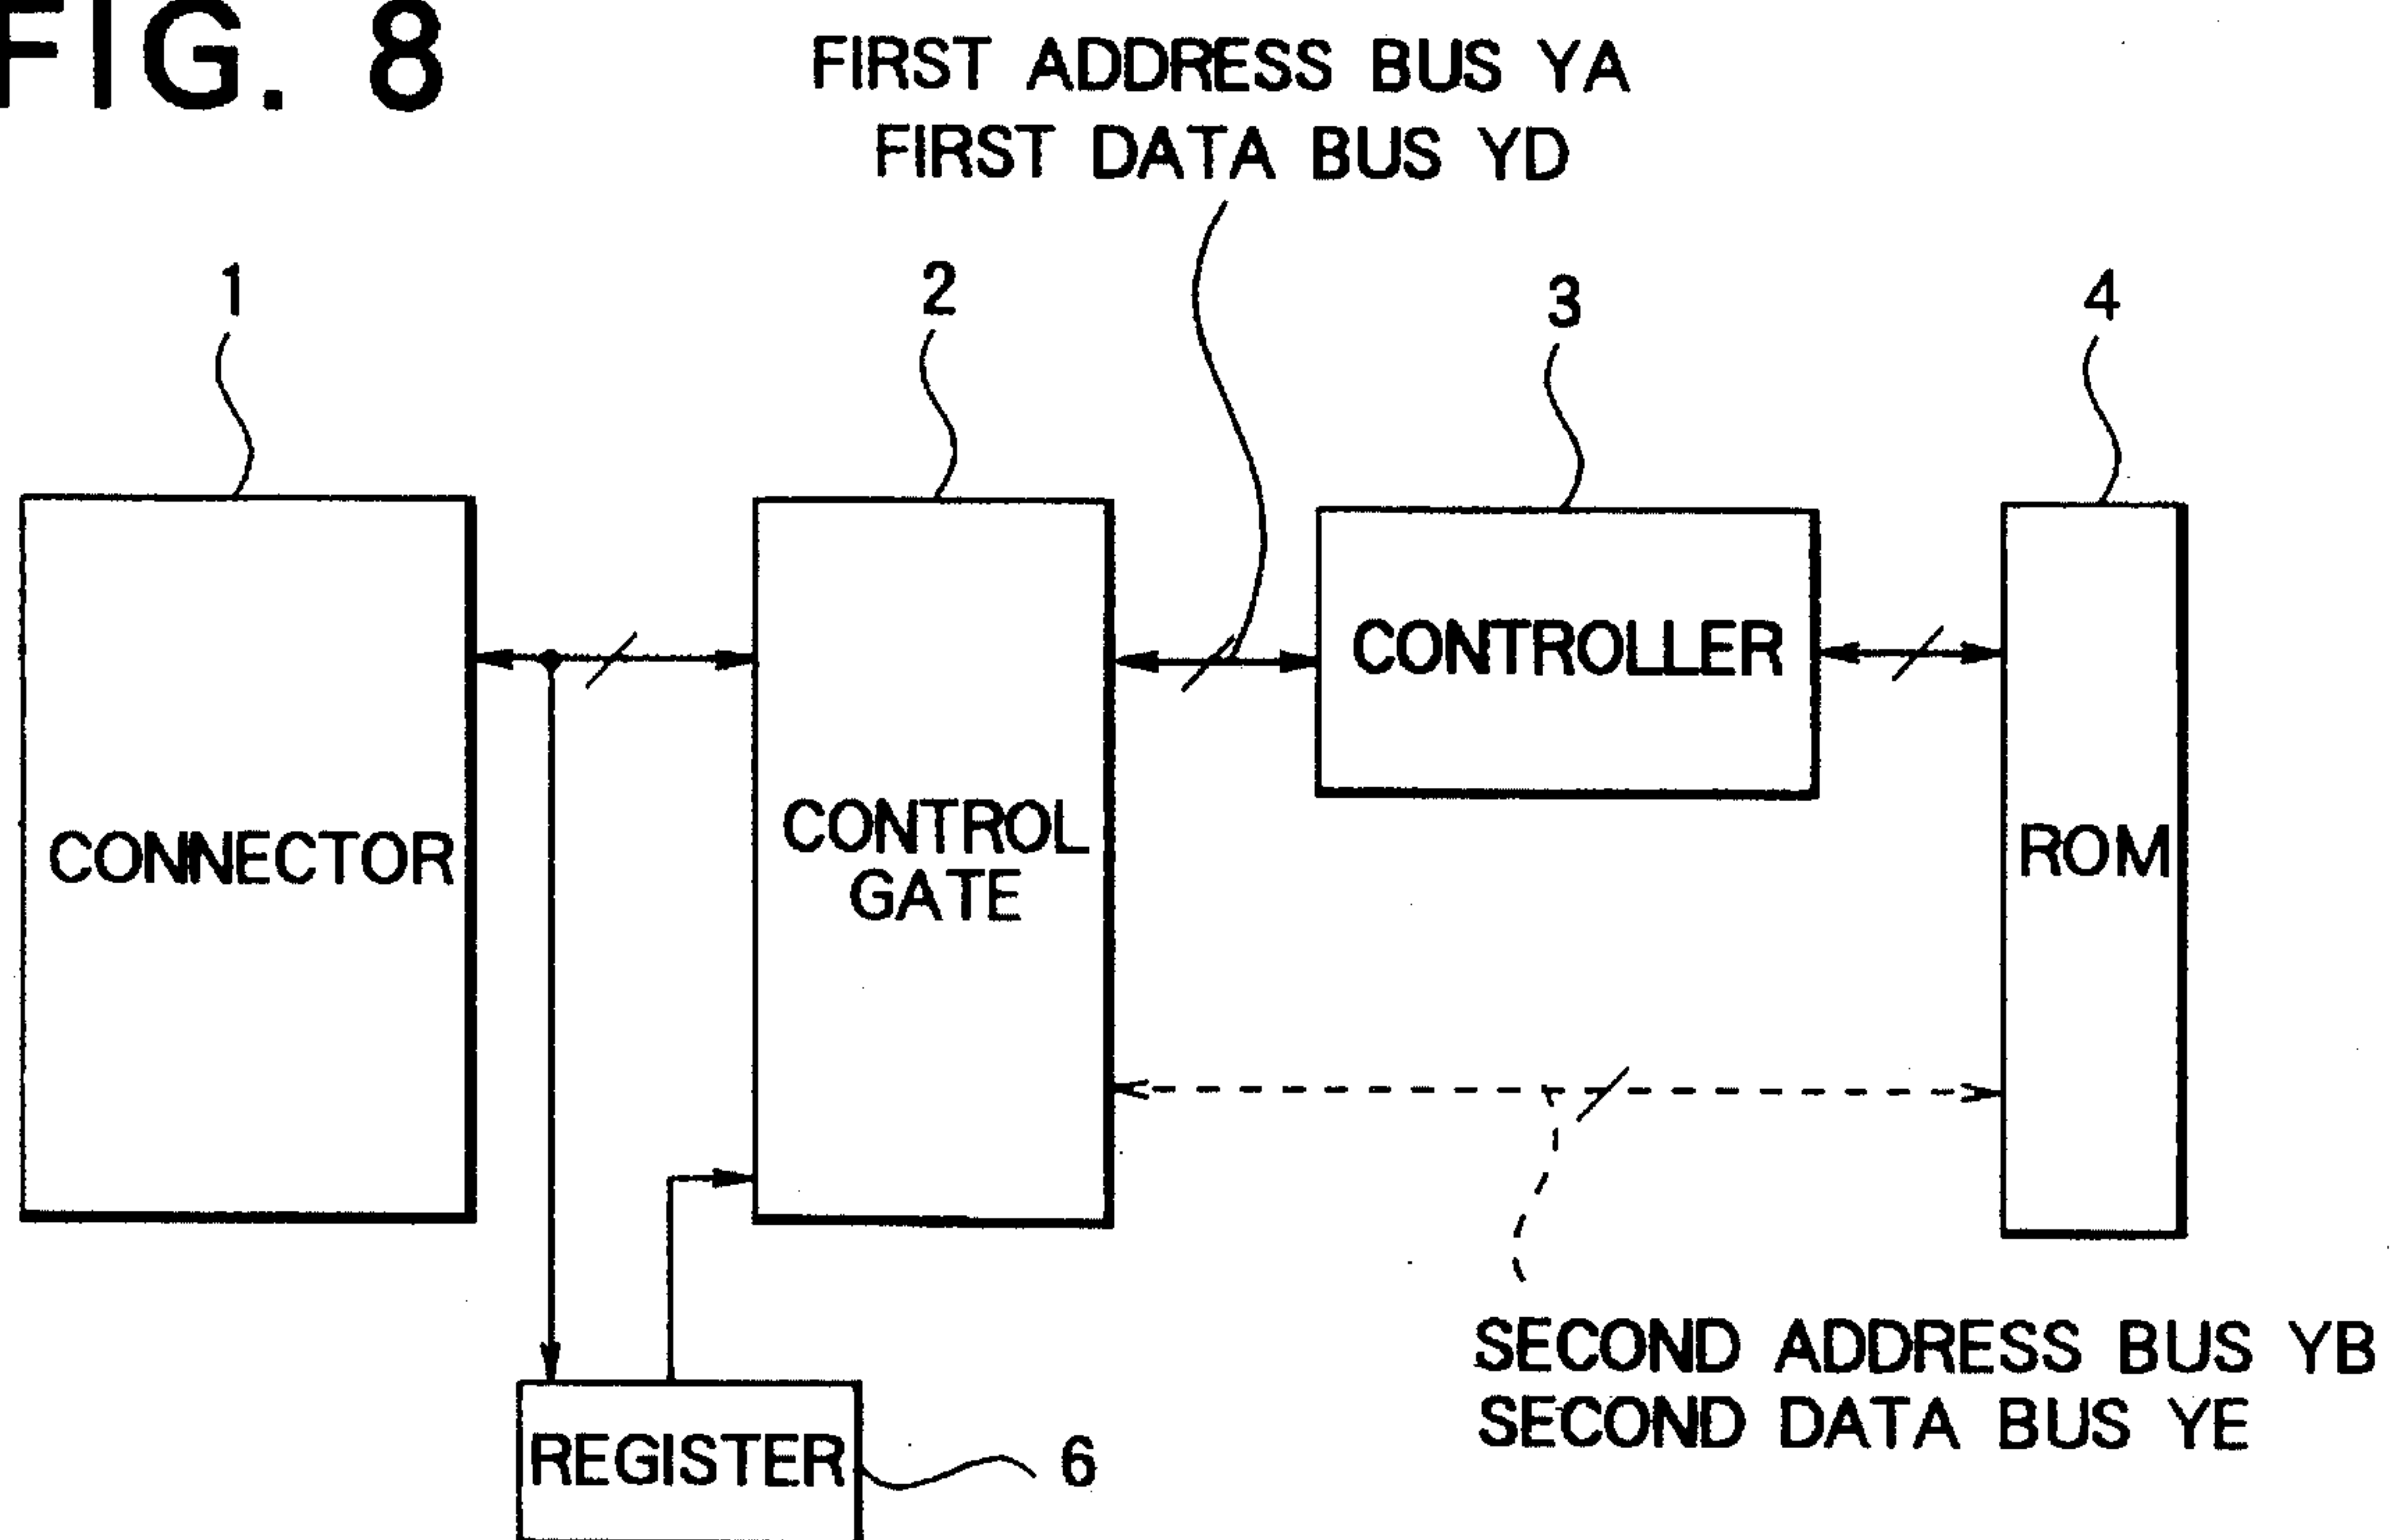 FIG. 8
FIRST ADDRESS BUS YA
FIRST DATA BUS YD
1
2
3
4
CONNECTOR
CONTROL
GATE
CONTROLLER
ROM
SECOND ADDRESS BUS YB
SECOND DATA BUS YE
REGISTER
6